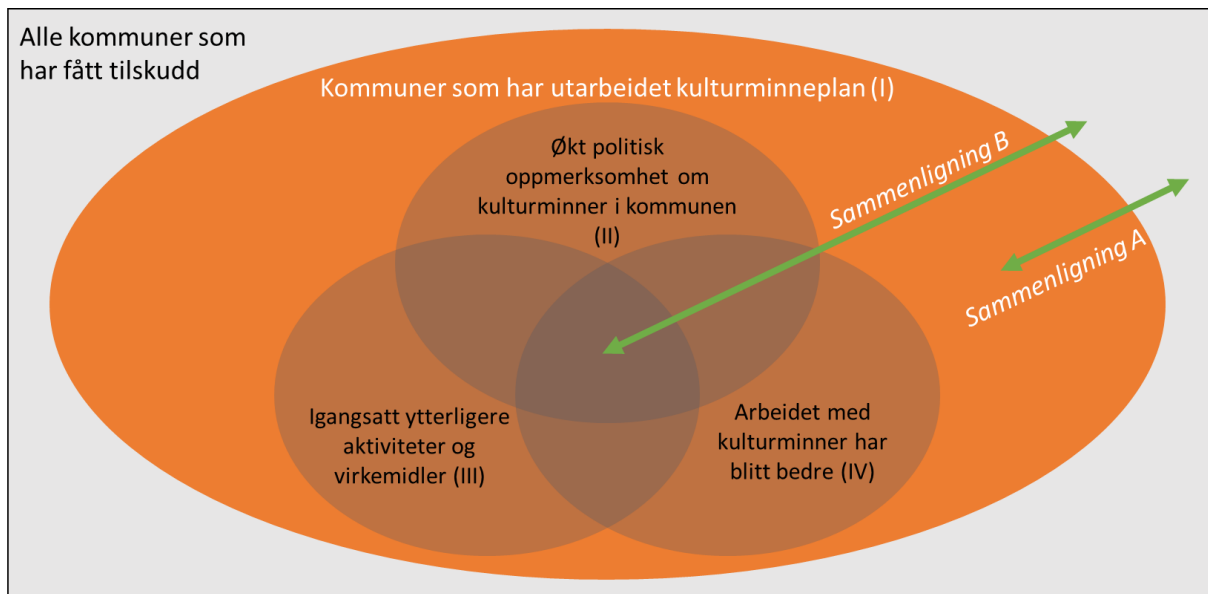 Alle kommuner som
har fått tilskudd
Kommuner som har utarbeidet kulturminneplan (I)
Økt politisk
oppmerksomhet om
kulturminner i kommunen
(II)
Sammenligning B
Sammenligning A
Igangsatt ytterligere
aktiviteter og
virkemidler (III)
Arbeidet med
kulturminner har
blitt bedre (IV)